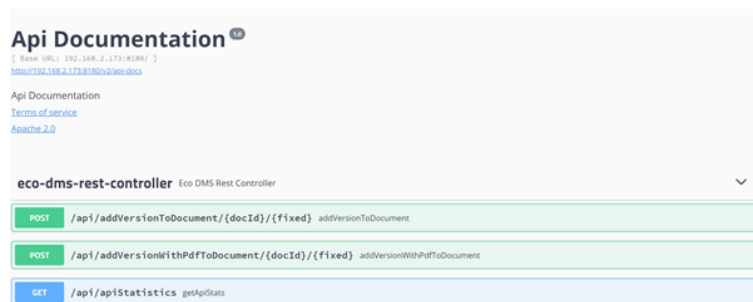 Api Documentation 1.0
[ Base URL: 192.168.2.173:8180/ ]
http://192.168.2.173:8180/v2/api-docs
Api Documentation
Terms of service
Apache 2.0
eco-dms-rest-controller Eco DMS Rest Controller
POST /api/addVersionToDocument/{docId}/{fixed} addVersionToDocument
POST /api/addVersionWithPdfToDocument/{docId}/{fixed} addVersionWithPdfToDocument
GET /api/apiStatistics getApiStats